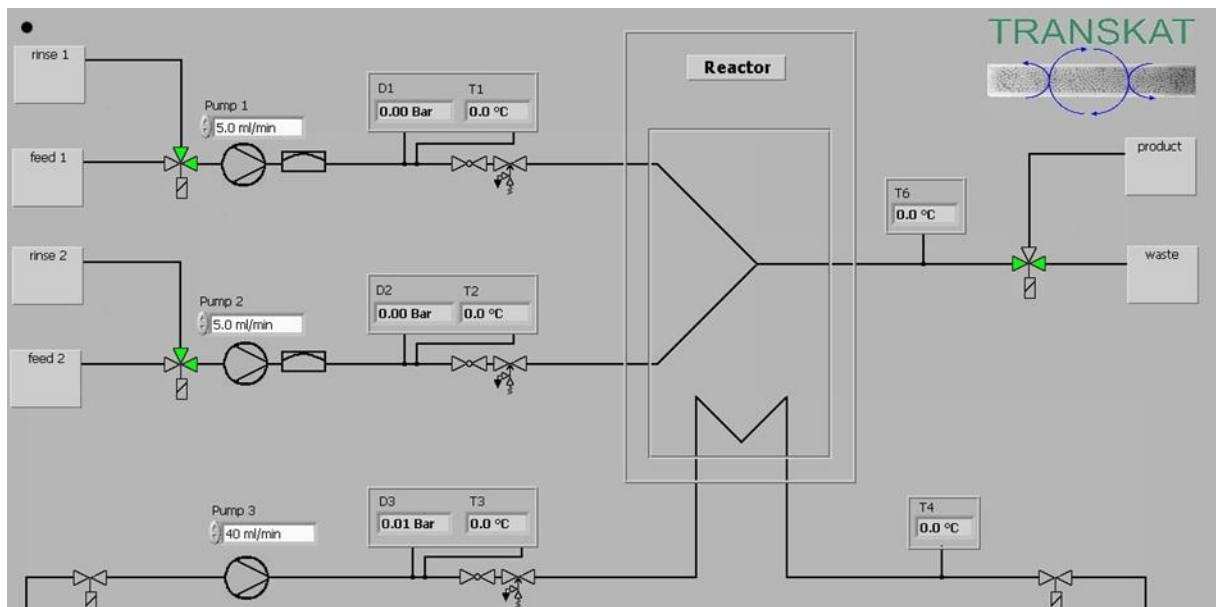 TRANSKAT
rinse 1
Reactor
D1 T1
0.00 Bar 0.0 °C
Pump 1
5.0 ml/min
feed 1
product
T6
0.0 °C
rinse 2
waste
D2 T2
0.00 Bar 0.0 °C
Pump 2
5.0 ml/min
feed 2
D3 T3
0.01 Bar 0.0 °C
Pump 3
40 ml/min
T4
0.0 °C